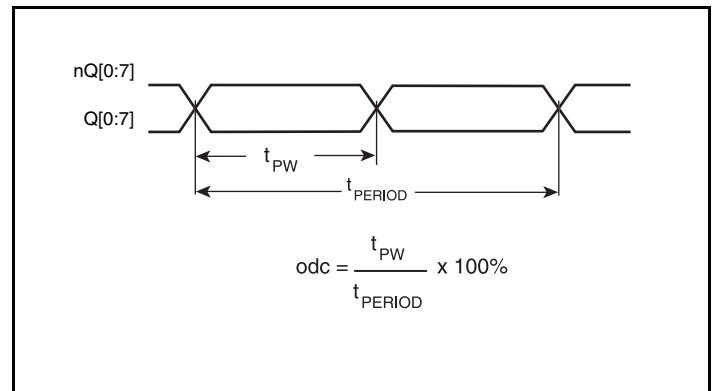 nQ[0:7]
Q[0:7]
tPW
tPERIOD
odc = tPW / tPERIOD x 100%